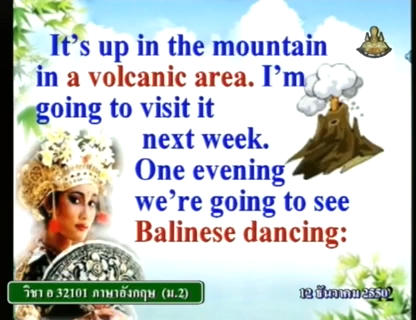 It's up in the mountain
in a volcanic area. I'm
going to visit it
next week.
One evening
we're going to see
Balinese dancing:
วิชา อ 32101 ภาษาอังกฤษ (ม.2)
12 ธันวาคม 2550